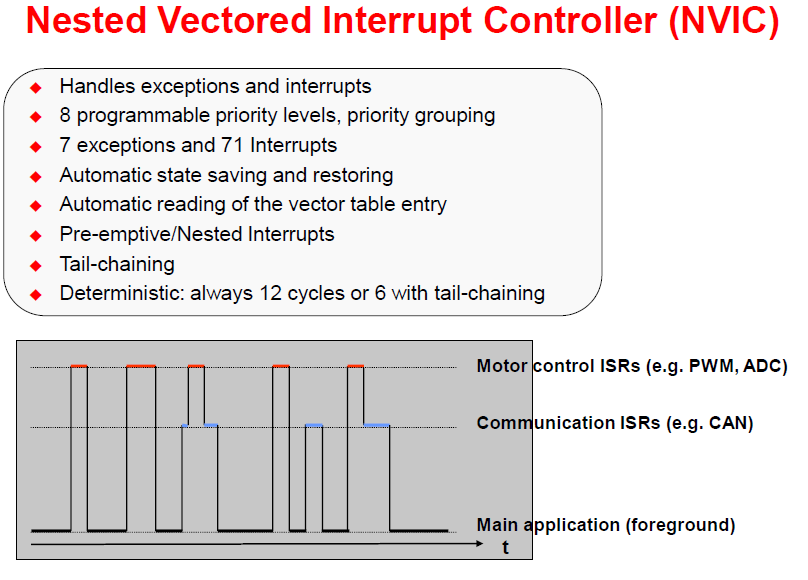 Nested Vectored Interrupt Controller (NVIC)
Handles exceptions and interrupts
8 programmable priority levels, priority grouping
7 exceptions and 71 Interrupts
Automatic state saving and restoring
Automatic reading of the vector table entry
Pre-emptive/Nested Interrupts
Tail-chaining
Deterministic: always 12 cycles or 6 with tail-chaining
Motor control ISRs (e.g. PWM, ADC)
Communication ISRs (e.g. CAN)
Main application (foreground)
t